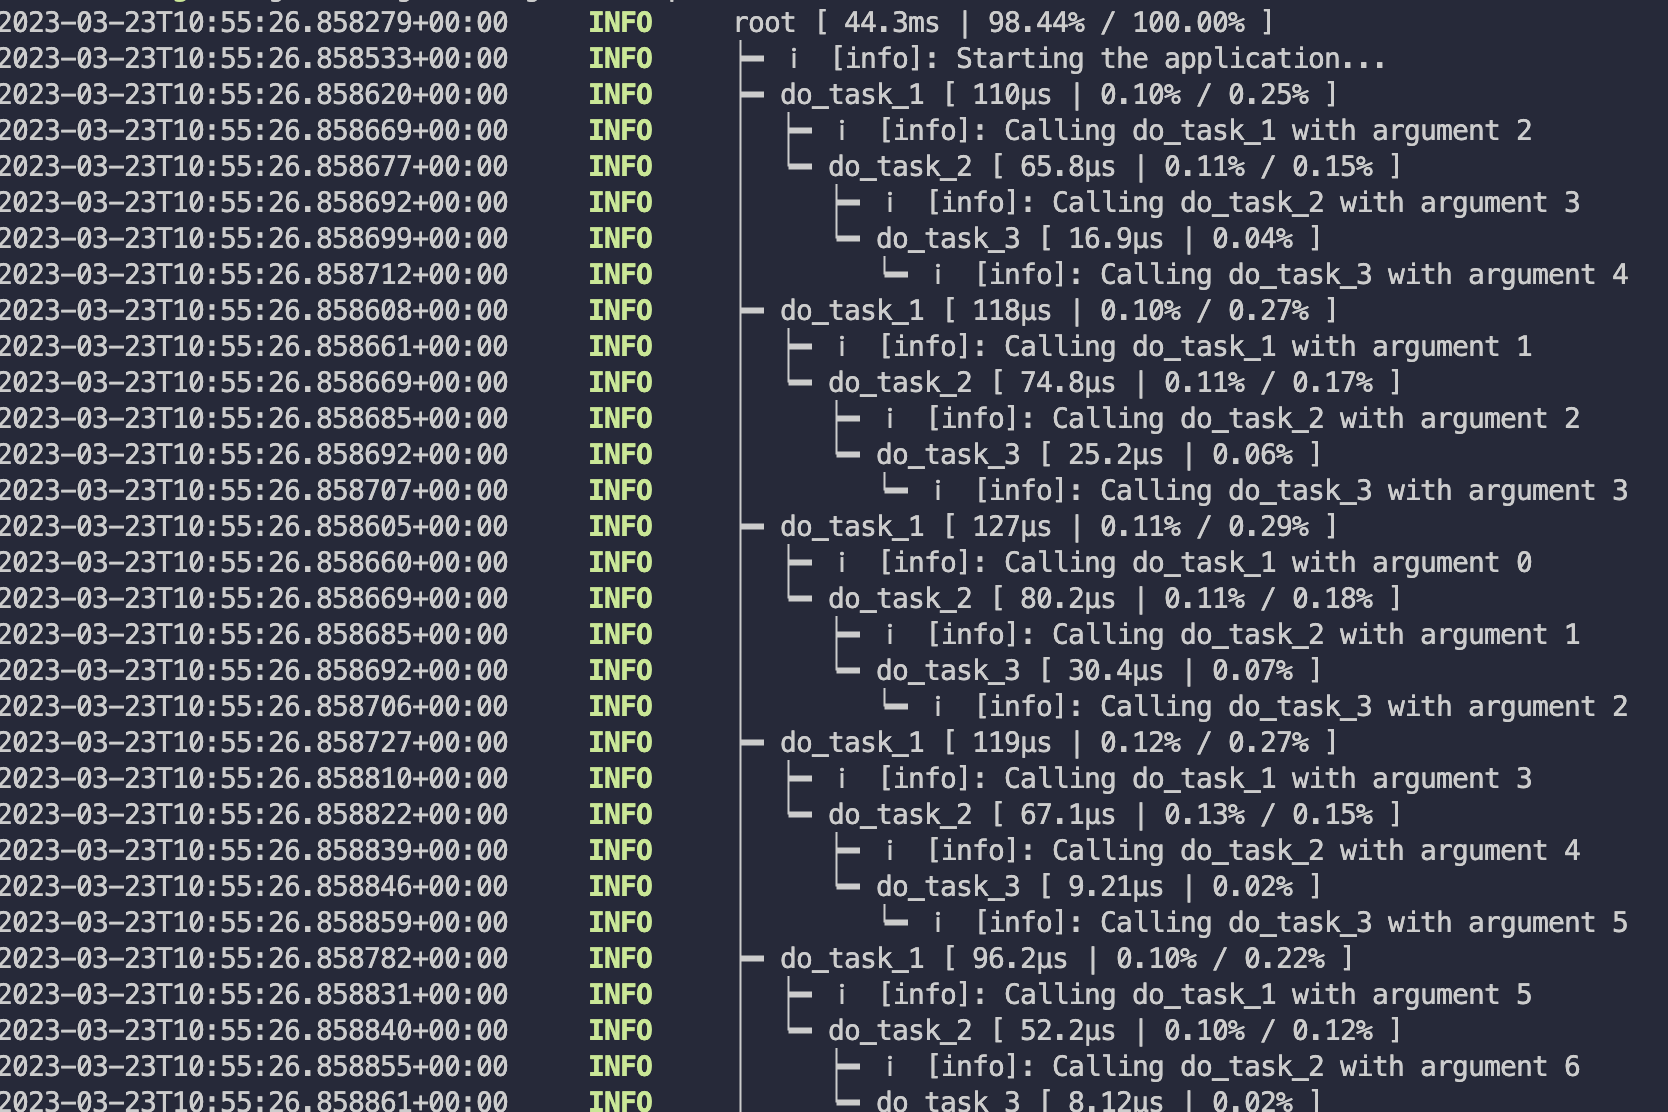 2023-03-23T10:55:26.858279+00:00 INFO root [ 44.3ms | 98.44% / 100.00% ]
2023-03-23T10:55:26.858533+00:00 INFO ├━ i [info]: Starting the application...
2023-03-23T10:55:26.858620+00:00 INFO ├━ do_task_1 [ 110µs | 0.10% / 0.25% ]
2023-03-23T10:55:26.858669+00:00 INFO │ ├━ i [info]: Calling do_task_1 with argument 2
2023-03-23T10:55:26.858677+00:00 INFO │ ┕━ do_task_2 [ 65.8µs | 0.11% / 0.15% ]
2023-03-23T10:55:26.858692+00:00 INFO │ ├━ i [info]: Calling do_task_2 with argument 3
2023-03-23T10:55:26.858699+00:00 INFO │ ┕━ do_task_3 [ 16.9µs | 0.04% ]
2023-03-23T10:55:26.858712+00:00 INFO │ ┕━ i [info]: Calling do_task_3 with argument 4
2023-03-23T10:55:26.858608+00:00 INFO ├━ do_task_1 [ 118µs | 0.10% / 0.27% ]
2023-03-23T10:55:26.858661+00:00 INFO │ ├━ i [info]: Calling do_task_1 with argument 1
2023-03-23T10:55:26.858669+00:00 INFO │ ┕━ do_task_2 [ 74.8µs | 0.11% / 0.17% ]
2023-03-23T10:55:26.858685+00:00 INFO │ ├━ i [info]: Calling do_task_2 with argument 2
2023-03-23T10:55:26.858692+00:00 INFO │ ┕━ do_task_3 [ 25.2µs | 0.06% ]
2023-03-23T10:55:26.858707+00:00 INFO │ ┕━ i [info]: Calling do_task_3 with argument 3
2023-03-23T10:55:26.858605+00:00 INFO ├━ do_task_1 [ 127µs | 0.11% / 0.29% ]
2023-03-23T10:55:26.858660+00:00 INFO │ ├━ i [info]: Calling do_task_1 with argument 0
2023-03-23T10:55:26.858669+00:00 INFO │ ┕━ do_task_2 [ 80.2µs | 0.11% / 0.18% ]
2023-03-23T10:55:26.858685+00:00 INFO │ ├━ i [info]: Calling do_task_2 with argument 1
2023-03-23T10:55:26.858692+00:00 INFO │ ┕━ do_task_3 [ 30.4µs | 0.07% ]
2023-03-23T10:55:26.858706+00:00 INFO │ ┕━ i [info]: Calling do_task_3 with argument 2
2023-03-23T10:55:26.858727+00:00 INFO ├━ do_task_1 [ 119µs | 0.12% / 0.27% ]
2023-03-23T10:55:26.858810+00:00 INFO │ ├━ i [info]: Calling do_task_1 with argument 3
2023-03-23T10:55:26.858822+00:00 INFO │ ┕━ do_task_2 [ 67.1µs | 0.13% / 0.15% ]
2023-03-23T10:55:26.858839+00:00 INFO │ ├━ i [info]: Calling do_task_2 with argument 4
2023-03-23T10:55:26.858846+00:00 INFO │ ┕━ do_task_3 [ 9.21µs | 0.02% ]
2023-03-23T10:55:26.858859+00:00 INFO │ ┕━ i [info]: Calling do_task_3 with argument 5
2023-03-23T10:55:26.858782+00:00 INFO ├━ do_task_1 [ 96.2µs | 0.10% / 0.22% ]
2023-03-23T10:55:26.858831+00:00 INFO │ ├━ i [info]: Calling do_task_1 with argument 5
2023-03-23T10:55:26.858840+00:00 INFO │ ┕━ do_task_2 [ 52.2µs | 0.10% / 0.12% ]
2023-03-23T10:55:26.858855+00:00 INFO │ ├━ i [info]: Calling do_task_2 with argument 6
2023-03-23T10:55:26.858861+00:00 INFO │ ┕━ do_task_3 [ 8.12µs | 0.02% ]